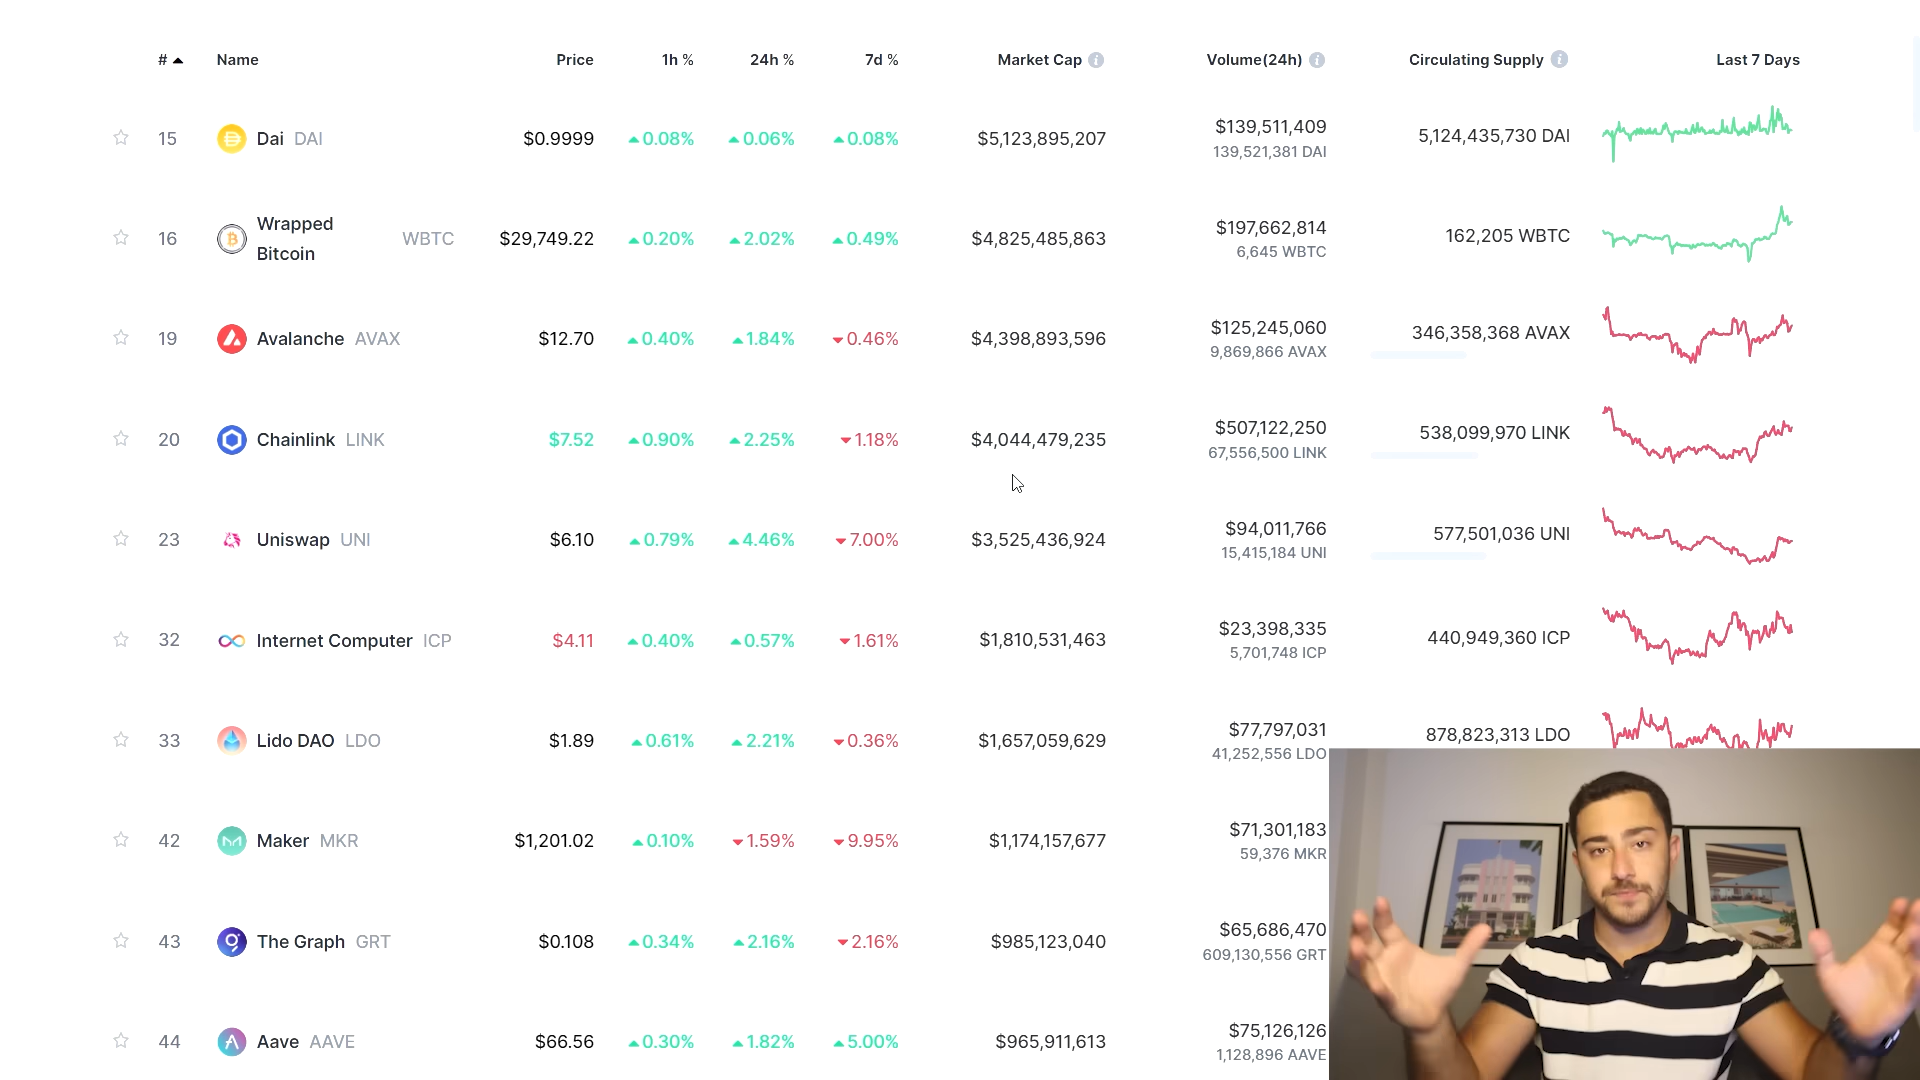 # Name Price 1h % 24h % 7d % Market Cap Volume(24h) Circulating Supply Last 7 Days
15 Dai DAI $0.9999 0.08% 0.06% 0.08% $5,123,895,207 $139,511,409 5,124,435,730 DAI
139,521,381 DAI
16 Wrapped Bitcoin WBTC $29,749.22 0.20% 2.02% 0.49% $4,825,485,863 $197,662,814 162,205 WBTC
6,645 WBTC
19 Avalanche AVAX $12.70 0.40% 1.84% 0.46% $4,398,893,596 $125,245,060 346,358,368 AVAX
9,869,866 AVAX
20 Chainlink LINK $7.52 0.90% 2.25% 1.18% $4,044,479,235 $507,122,250 538,099,970 LINK
67,556,500 LINK
23 Uniswap UNI $6.10 0.79% 4.46% 7.00% $3,525,436,924 $94,011,766 577,501,036 UNI
15,415,184 UNI
32 Internet Computer ICP $4.11 0.40% 0.57% 1.61% $1,810,531,463 $23,398,335 440,949,360 ICP
5,701,748 ICP
33 Lido DAO LDO $1.89 0.61% 2.21% 0.36% $1,657,059,629 $77,797,031 878,823,313 LDO
41,252,556 LDO
42 Maker MKR $1,201.02 0.10% 1.59% 9.95% $1,174,157,677 $71,301,183
59,376 MKR
43 The Graph GRT $0.108 0.34% 2.16% 2.16% $985,123,040 $65,686,470
609,130,556 GRT
44 Aave AAVE $66.56 0.30% 1.82% 5.00% $965,911,613 $75,126,126
1,128,896 AAVE